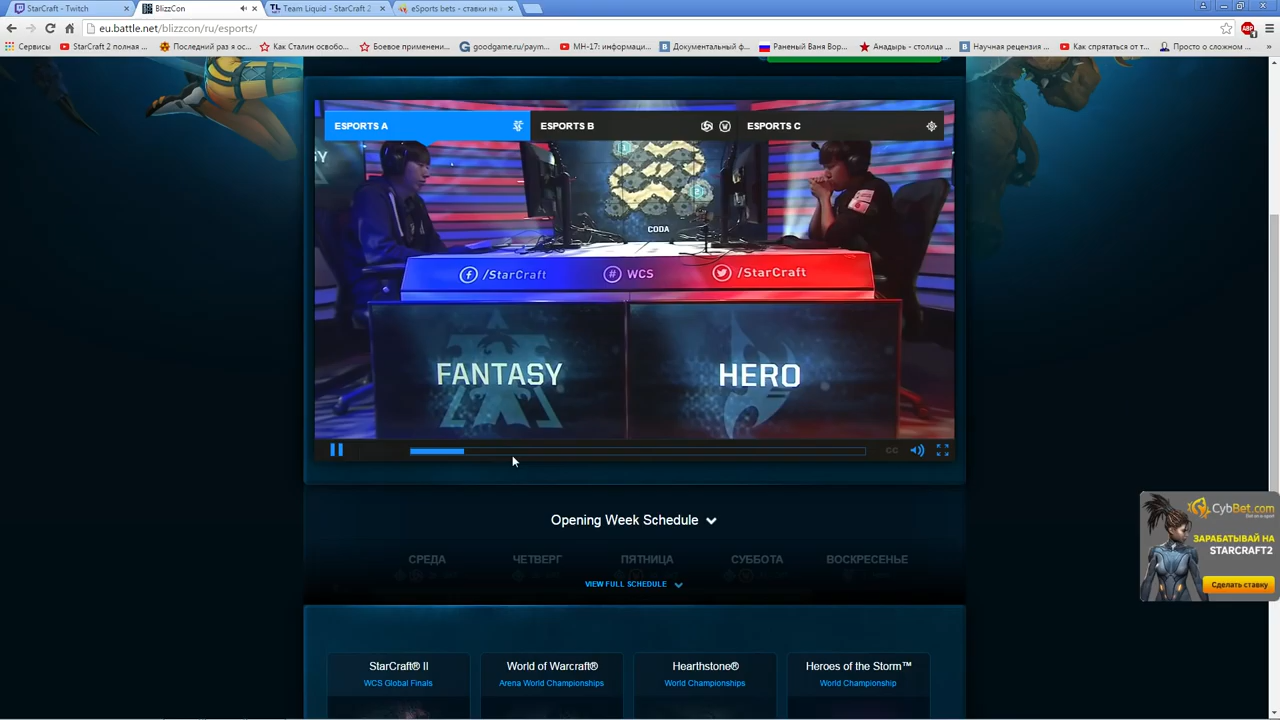 StarCraft - Twitch
BlizzCon
Team Liquid - StarCraft 2
eSports bets - ставки на к
eu.battle.net/blizzcon/ru/esports/
ABP
Сервисы
StarCraft 2 полная ...
Последний раз я ос...
Как Сталин освобо...
Боевое применени...
goodgame.ru/paym...
МН-17: информаци...
Документальный ф...
Раненый Ваня Вор...
Анадырь - столица ...
Научная рецензия ...
Как спрятаться от т...
Просто о сложном ...
ESPORTS A
ESPORTS B
ESPORTS C
CODA
/StarCraft
# WCS
/StarCraft
FANTASY
HERO
CC
CybBet.com
ЗАРАБАТЫВАЙ НА
STARCRAFT2
Сделать ставку
Opening Week Schedule
СРЕДА
ЧЕТВЕРГ
ПЯТНИЦА
СУББОТА
ВОСКРЕСЕНЬЕ
VIEW FULL SCHEDULE
StarCraft® II
WCS Global Finals
World of Warcraft®
Arena World Championships
Hearthstone®
World Championships
Heroes of the Storm™
World Championship